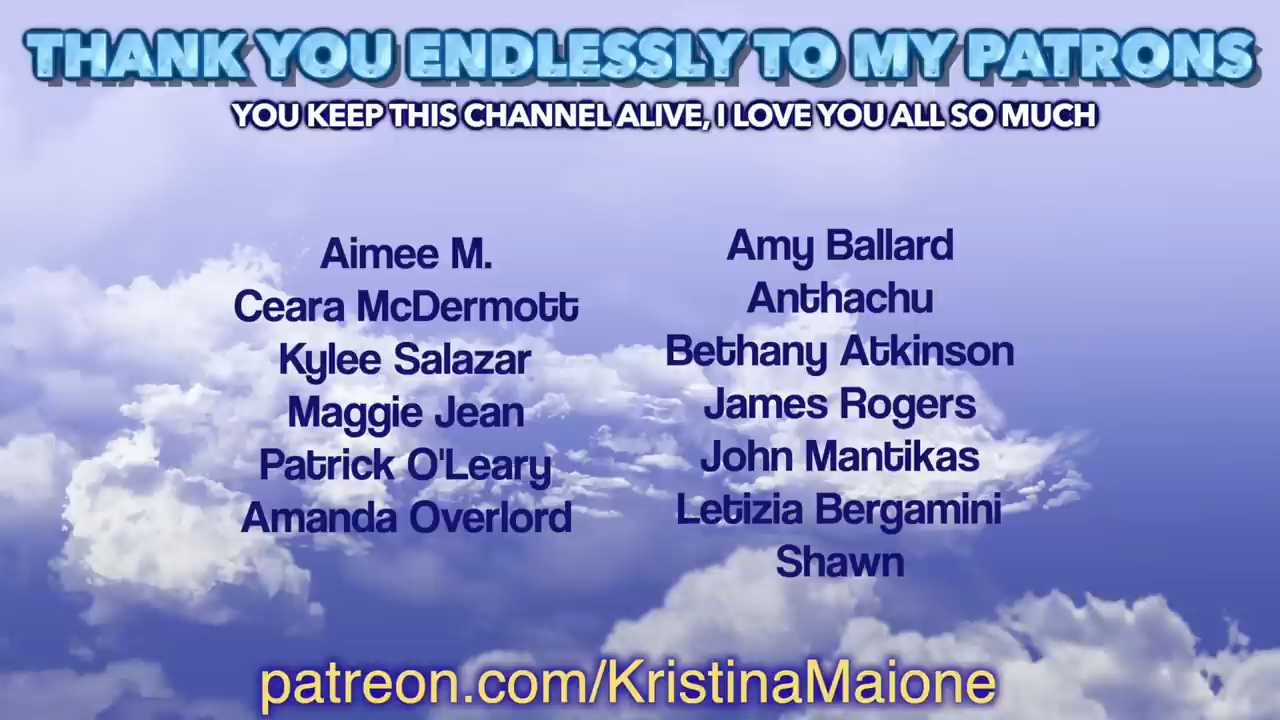 THANK YOU ENDLESSLY TO MY PATRONS
YOU KEEP THIS CHANNEL ALIVE, I LOVE YOU ALL SO MUCH
Aimee M.
Ceara McDermott
Kylee Salazar
Maggie Jean
Patrick O'Leary
Amanda Overlord
Amy Ballard
Anthachu
Bethany Atkinson
James Rogers
John Mantikas
Letizia Bergamini
Shawn
patreon.com/KristinaMaione